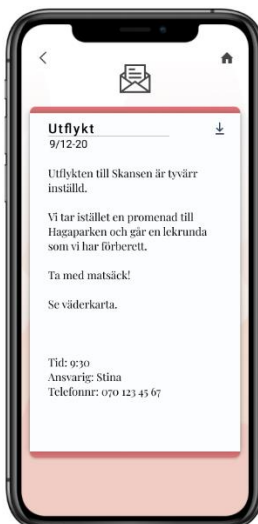 Utflykt
9/12-20
Utflykten till Skansen är tyvärr
inställd.
Vi tar istället en promenad till
Hagaparken och går en lekrunda
som vi har förberett.
Ta med matsäck!
Se väderkarta.
Tid: 9:30
Ansvarig: Stina
Telefonnr: 070 123 45 67